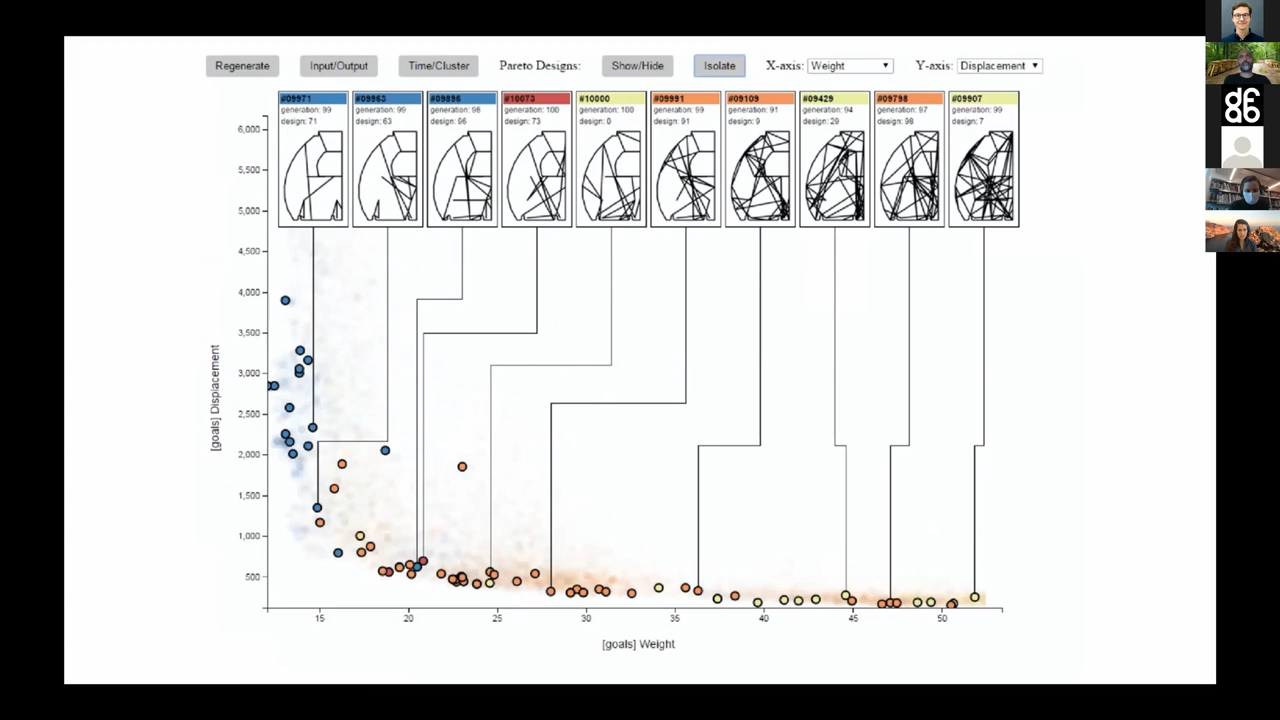 Regenerate Input/Output Time/Cluster Pareto Designs: Show/Hide Isolate X-axis: Weight Y-axis: Displacement
#09971 #09963 #09896 #10073 #10000 #09991 #09109 #09429 #09798 #09907
generation: 99 generation: 99 generation: 98 generation: 100 generation: 100 generation: 99 generation: 91 generation: 94 generation: 97 generation: 99
design: 71 design: 63 design: 96 design: 73 design: 0 design: 91 design: 9 design: 29 design: 98 design: 7
6,000
5,500
5,000
4,500
4,000
3,500
3,000
2,500
2,000
1,500
1,000
500
[goals] Displacement
15 20 25 30 35 40 45 50
[goals] Weight
d6